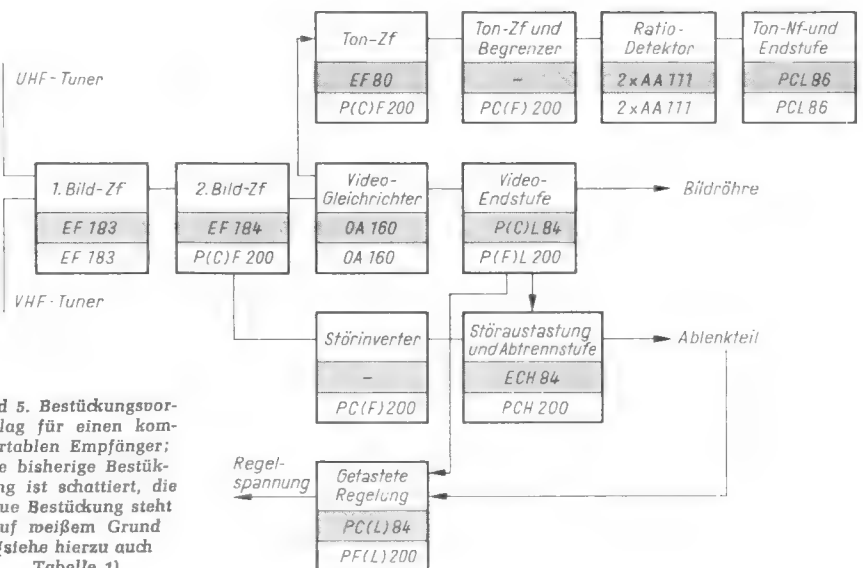 UHF-Tuner
Ton-Zf
EF 80
P(C)F 200
Ton-Zf und
Begrenzer
-
PC(F) 200
Ratio-
Detektor
2xAA 111
2xAA 111
Ton-Nf-und
Endstufe
PCL 86
PCL 86
1. Bild-Zf
EF 183
EF 183
2. Bild-Zf
EF 184
P(C)F 200
Video-
Gleichrichter
OA 160
OA 160
Video-
Endstufe
P(C)L 84
P(F)L 200
Bildröhre
VHF-Tuner
Störinverter
-
PC(F)200
Störaustastung
und Abtrennstufe
ECH 84
PCH 200
Ablenkteil
Regel-
spannung
Getastete
Regelung
PC(L) 84
PF(L) 200
d 5. Bestückungsvor-
lag für einen kom-
rtablen Empfänger;
e bisherige Bestük-
ng ist schattiert, die
ue Bestückung steht
uf weißem Grund
siehe hierzu auch
Tabelle 1)